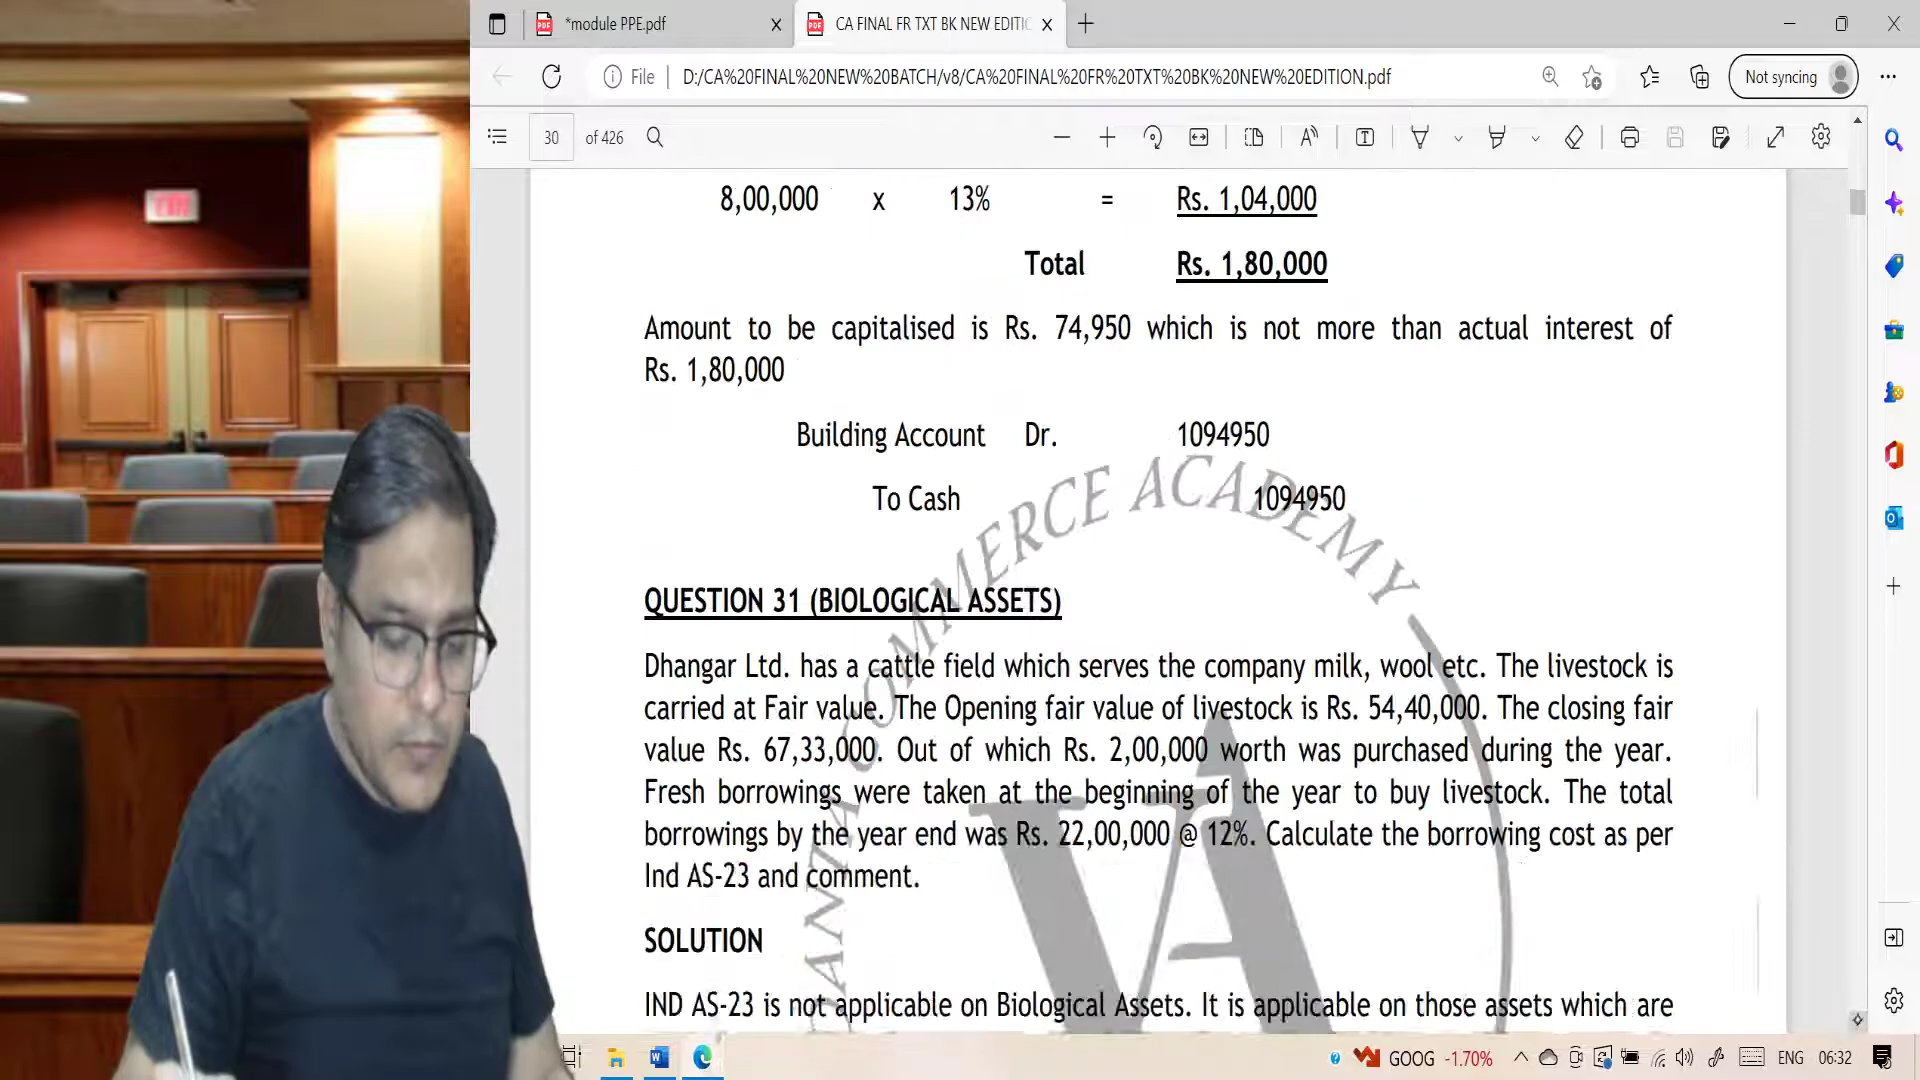 *module PPE.pdf
CA FINAL FR TXT BK NEW EDITIO
File
D:/CA%20FINAL%20NEW%20BATCH/v8/CA%20FINAL%20FR%20TXT%20BK%20NEW%20EDITION.pdf
Not syncing
30 of 426
8,00,000 x 13% = Rs. 1,04,000
Total Rs. 1,80,000
Amount to be capitalised is Rs. 74,950 which is not more than actual interest of
Rs. 1,80,000
Building Account Dr. 1094950
To Cash 1094950
QUESTION 31 (BIOLOGICAL ASSETS)
Dhangar Ltd. has a cattle field which serves the company milk, wool etc. The livestock is
carried at Fair value. The Opening fair value of livestock is Rs. 54,40,000. The closing fair
value Rs. 67,33,000. Out of which Rs. 2,00,000 worth was purchased during the year.
Fresh borrowings were taken at the beginning of the year to buy livestock. The total
borrowings by the year end was Rs. 22,00,000 @ 12%. Calculate the borrowing cost as per
Ind AS-23 and comment.
SOLUTION
IND AS-23 is not applicable on Biological Assets. It is applicable on those assets which are
COMMERCE ACADEMY
VA
GOOG -1.70%
ENG
06:32